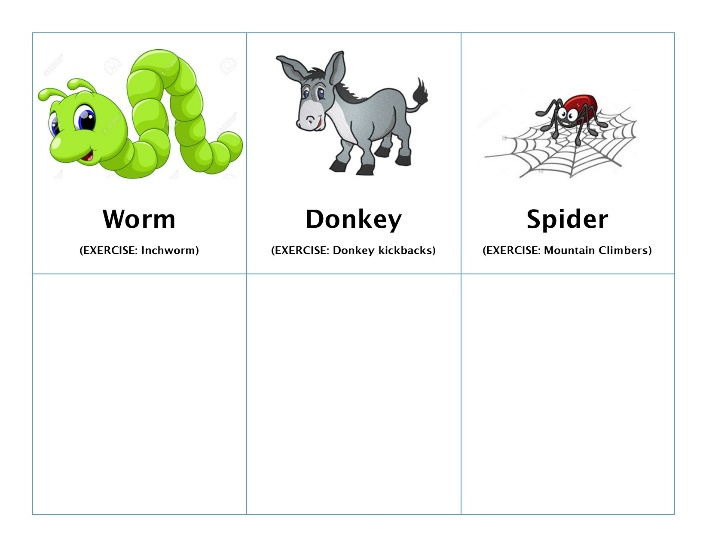 Worm
(EXERCISE: Inchworm)
Donkey
(EXERCISE: Donkey kickbacks)
Spider
(EXERCISE: Mountain Climbers)